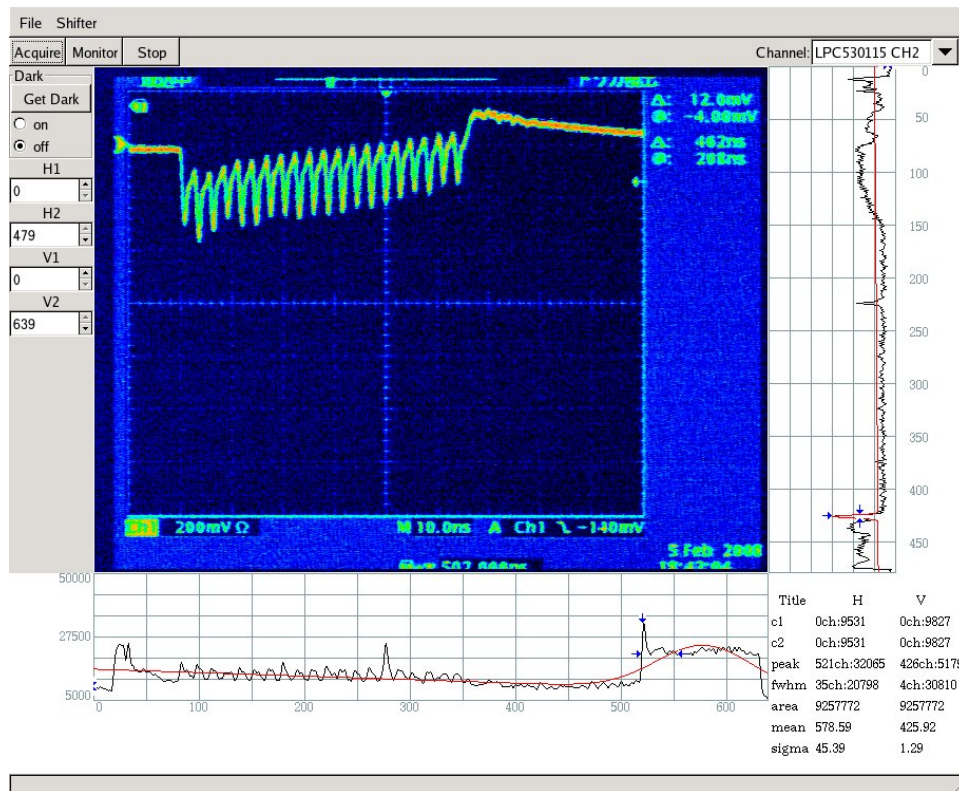 File Shifter
Acquire Monitor Stop Channel: LPC530115 CH2
Dark
Get Dark
on
off
H1
0
H2
479
V1
0
V2
639
Δ: 12.0mV
@: -4.00mV
Δ: 462ns
@: 208ns
Ch1 200mV Ω M 10.0ns A Ch1 -140mV
5 Feb 2008
0
50
100
150
200
250
300
350
400
450
50000
27500
5000
0 100 200 300 400 500 600
Title H V
c1 0ch:9531 0ch:9827
c2 0ch:9531 0ch:9827
peak 521ch:32065 426ch:5179
fwhm 35ch:20798 4ch:30810
area 9257772 9257772
mean 578.59 425.92
sigma 45.39 1.29